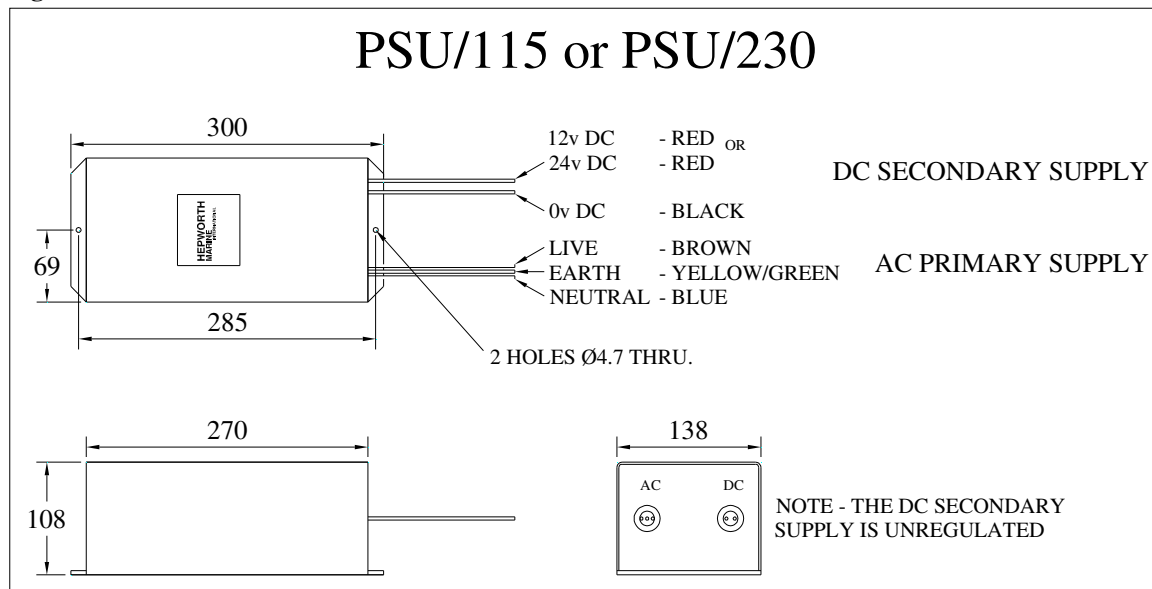 PSU/115 or PSU/230
300
12v DC - RED OR
24v DC - RED
DC SECONDARY SUPPLY
0v DC - BLACK
HEPWORTH
MARINE
INTERNATIONAL
69
LIVE - BROWN
EARTH - YELLOW/GREEN
AC PRIMARY SUPPLY
NEUTRAL - BLUE
285
2 HOLES Ø4.7 THRU.
270
138
108
AC
DC
NOTE - THE DC SECONDARY
SUPPLY IS UNREGULATED